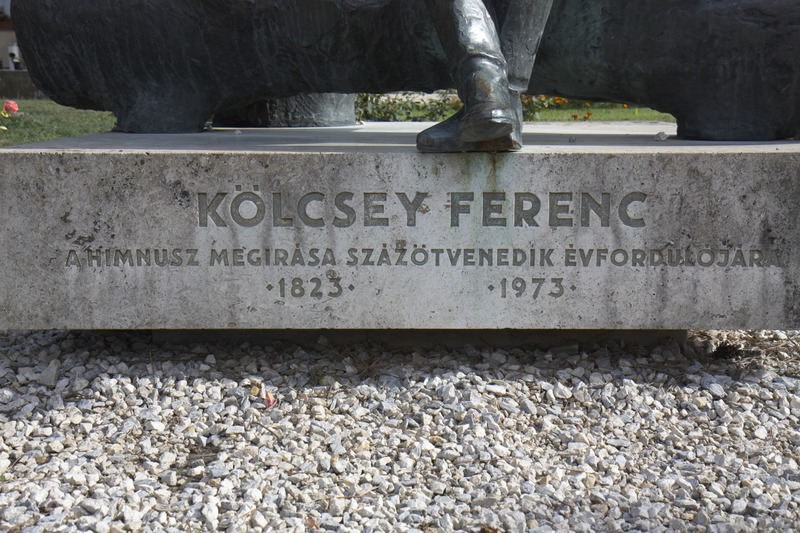 KÖLCSEY FERENC
A HIMNUSZ MEGÍRÁSA SZÁZÖTVENEDIK ÉVFORDULÓJÁRA
·1823· ·1973·